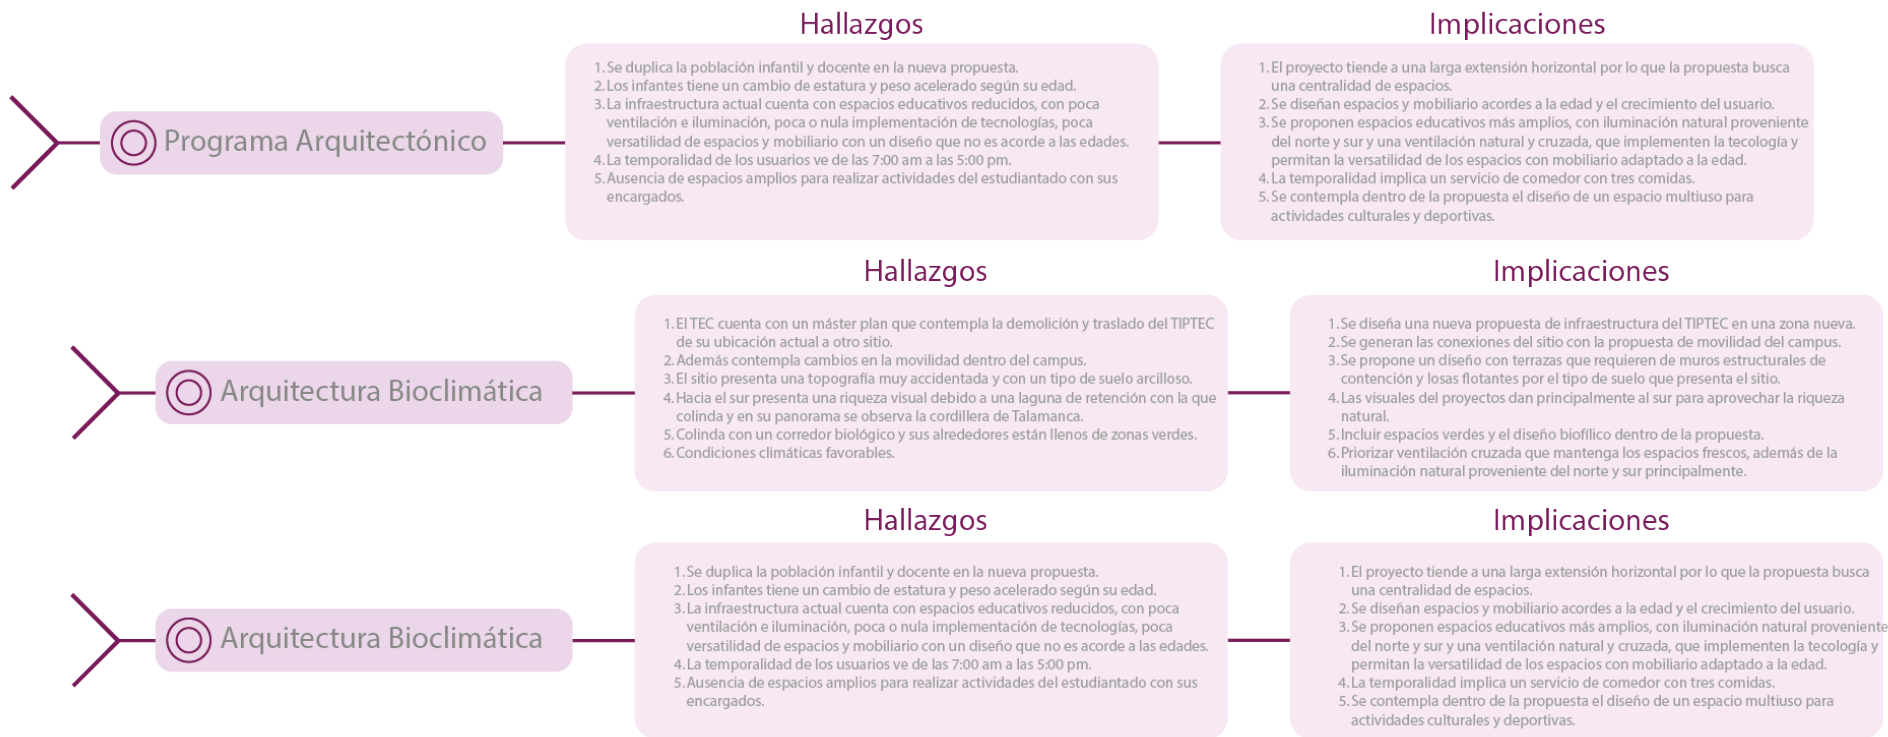 Hallazgos
Implicaciones
Programa Arquitectónico
1. Se duplica la población infantil y docente en la nueva propuesta.
2. Los infantes tiene un cambio de estatura y peso acelerado según su edad.
3. La infraestructura actual cuenta con espacios educativos reducidos, con poca
ventilación e iluminación, poca o nula implementación de tecnologías, poca
versatilidad de espacios y mobiliario con un diseño que no es acorde a las edades.
4. La temporalidad de los usuarios ve de las 7:00 am a las 5:00 pm.
5. Ausencia de espacios amplios para realizar actividades del estudiantado con sus
encargados.
1. El proyecto tiende a una larga extensión horizontal por lo que la propuesta busca
una centralidad de espacios.
2. Se diseñan espacios y mobiliario acordes a la edad y el crecimiento del usuario.
3. Se proponen espacios educativos más amplios, con iluminación natural proveniente
del norte y sur y una ventilación natural y cruzada, que implementen la tecología y
permitan la versatilidad de los espacios con mobiliario adaptado a la edad.
4. La temporalidad implica un servicio de comedor con tres comidas.
5. Se contempla dentro de la propuesta el diseño de un espacio multiuso para
actividades culturales y deportivas.
Hallazgos
Implicaciones
Arquitectura Bioclimática
1. El TEC cuenta con un máster plan que contempla la demolición y traslado del TIPTEC
de su ubicación actual a otro sitio.
2. Además contempla cambios en la movilidad dentro del campus.
3. El sitio presenta una topografía muy accidentada y con un tipo de suelo arcilloso.
4. Hacia el sur presenta una riqueza visual debido a una laguna de retención con la que
colinda y en su panorama se observa la cordillera de Talamanca.
5. Colinda con un corredor biológico y sus alrededores están llenos de zonas verdes.
6. Condiciones climáticas favorables.
1. Se diseña una nueva propuesta de infraestructura del TIPTEC en una zona nueva.
2. Se generan las conexiones del sitio con la propuesta de movilidad del campus.
3. Se propone un diseño con terrazas que requieren de muros estructurales de
contención y losas flotantes por el tipo de suelo que presenta el sitio.
4. Las visuales del proyectos dan principalmente al sur para aprovechar la riqueza
natural.
5. Incluir espacios verdes y el diseño biofílico dentro de la propuesta.
6. Priorizar ventilación cruzada que mantenga los espacios frescos, además de la
iluminación natural proveniente del norte y sur principalmente.
Hallazgos
Implicaciones
Arquitectura Bioclimática
1. Se duplica la población infantil y docente en la nueva propuesta.
2. Los infantes tiene un cambio de estatura y peso acelerado según su edad.
3. La infraestructura actual cuenta con espacios educativos reducidos, con poca
ventilación e iluminación, poca o nula implementación de tecnologías, poca
versatilidad de espacios y mobiliario con un diseño que no es acorde a las edades.
4. La temporalidad de los usuarios ve de las 7:00 am a las 5:00 pm.
5. Ausencia de espacios amplios para realizar actividades del estudiantado con sus
encargados.
1. El proyecto tiende a una larga extensión horizontal por lo que la propuesta busca
una centralidad de espacios.
2. Se diseñan espacios y mobiliario acordes a la edad y el crecimiento del usuario.
3. Se proponen espacios educativos más amplios, con iluminación natural proveniente
del norte y sur y una ventilación natural y cruzada, que implementen la tecología y
permitan la versatilidad de los espacios con mobiliario adaptado a la edad.
4. La temporalidad implica un servicio de comedor con tres comidas.
5. Se contempla dentro de la propuesta el diseño de un espacio multiuso para
actividades culturales y deportivas.